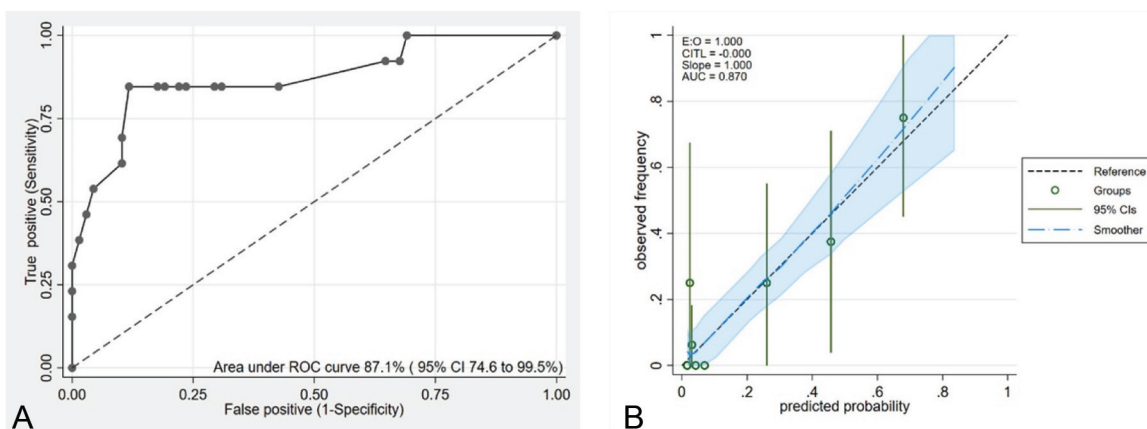 1.00
0.75
0.50
0.25
0.00
True positive (Sensitivity)
Area under ROC curve 87.1% ( 95% CI 74.6 to 99.5%)
0.00 0.25 0.50 0.75 1.00
False positive (1-Specificity)
A
E:O = 1.000
CITL = -0.000
Slope = 1.000
AUC = 0.870
1
.8
.6
.4
.2
0
observed frequency
0 .2 .4 .6 .8 1
predicted probability
B
Reference
Groups
95% CIs
Smoother